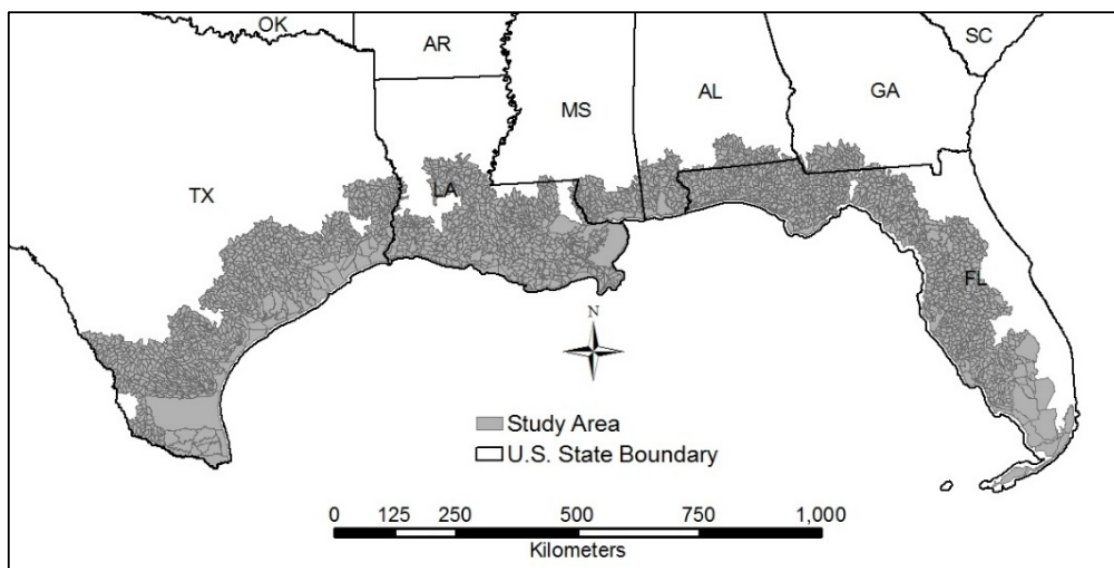 OK
SC
AR
MS
AL
GA
TX
LA
FL
N
Study Area
U.S. State Boundary
0 125 250 500 750 1,000
Kilometers